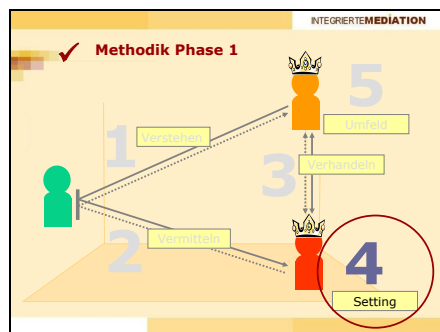 INTEGRIERTEMEDIATION
✓ Methodik Phase 1
5
Umfeld
1
Verstehen
3
Verhandeln
2
Vermitteln
4
Setting